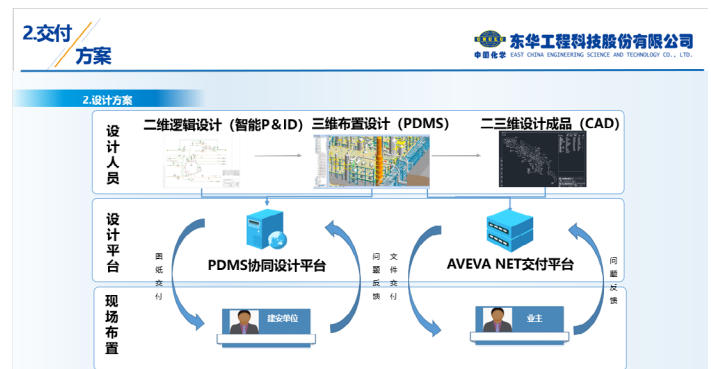 2.交付
方案
中国化学
东华工程科技股份有限公司
EAST CHINA ENGINEERING SCIENCE AND TECHNOLOGY CO., LTD.
2.设计方案
设计人员
二维逻辑设计（智能P&ID）
三维布置设计（PDMS）
二三维设计成品（CAD）
设计平台
PDMS协同设计平台
AVEVA NET交付平台
图纸交付
问题反馈
文件交付
问题反馈
现场布置
建安单位
业主